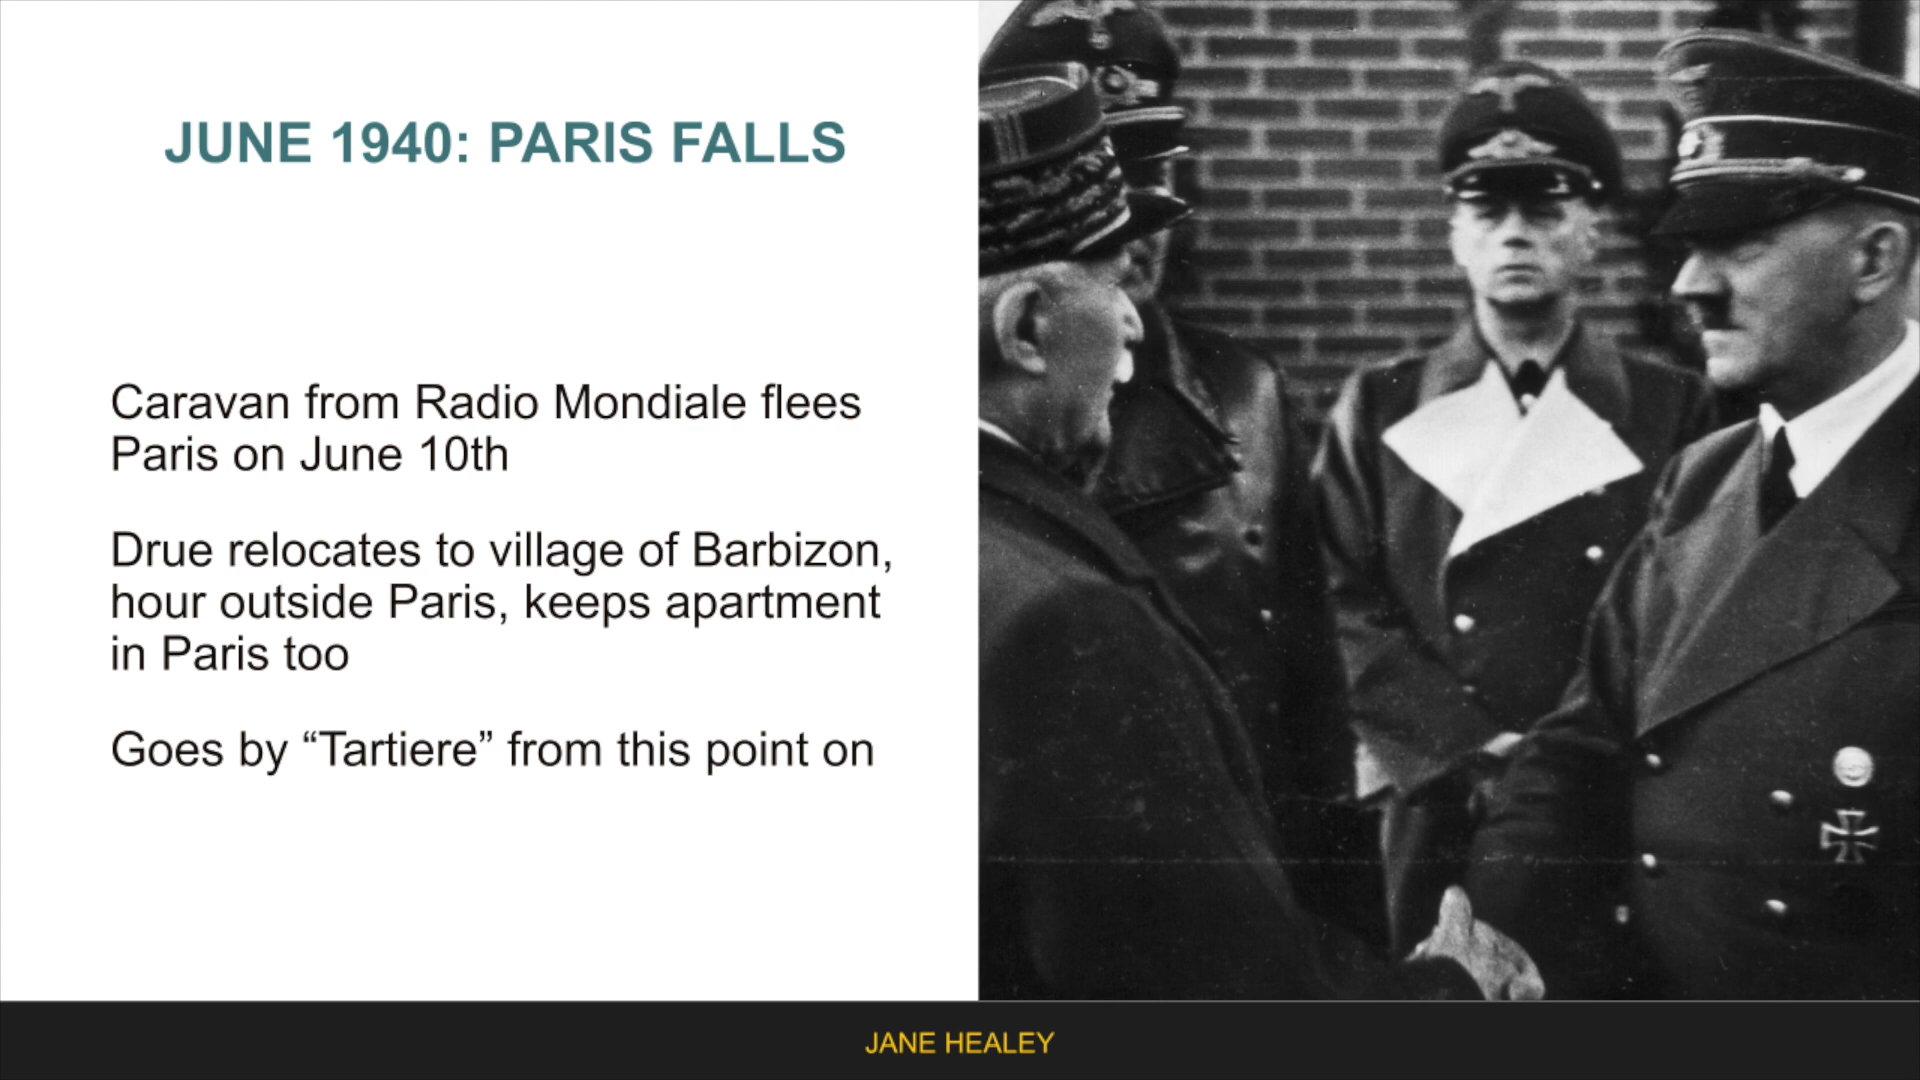 JUNE 1940: PARIS FALLS
Caravan from Radio Mondiale flees
Paris on June 10th
Drue relocates to village of Barbizon,
hour outside Paris, keeps apartment
in Paris too
Goes by “Tartiere” from this point on
JANE HEALEY